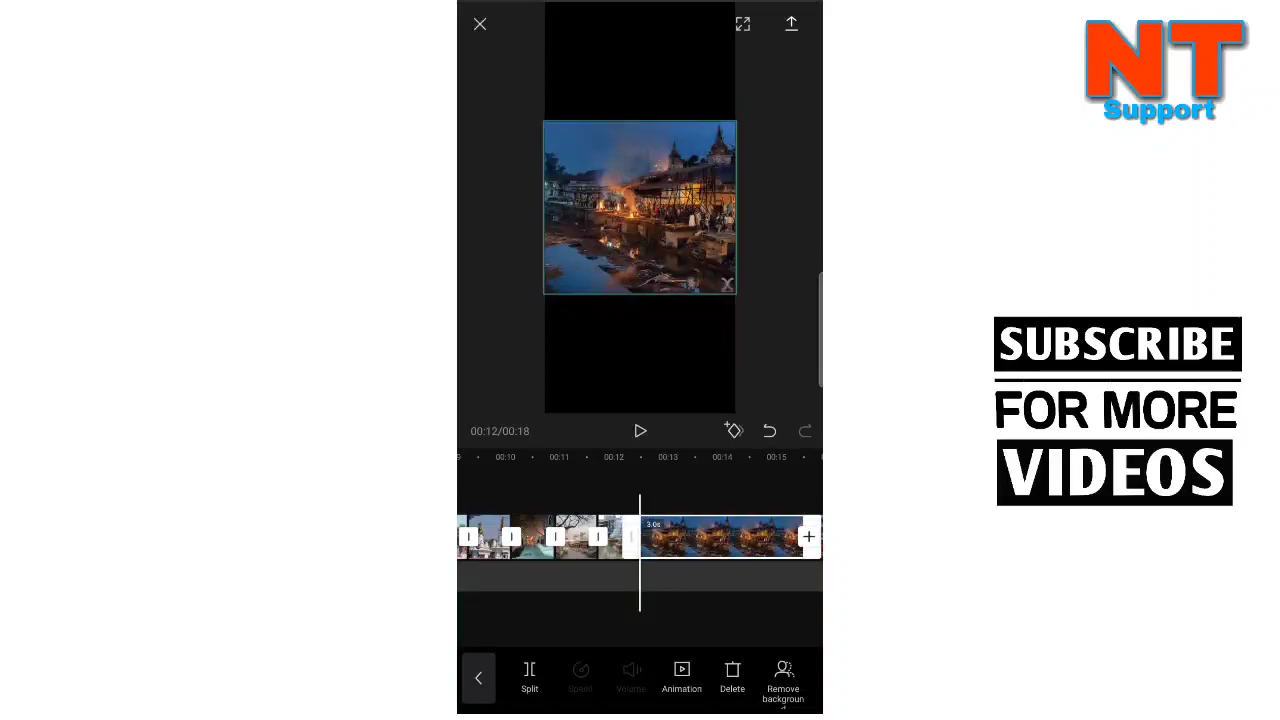 NT
Support
SUBSCRIBE
FOR MORE
VIDEOS
00:12/00:18
00:10
00:11
00:12
00:13
00:14
00:15
3.0s
Split
Speed
Volume
Animation
Delete
Remove
backgroun